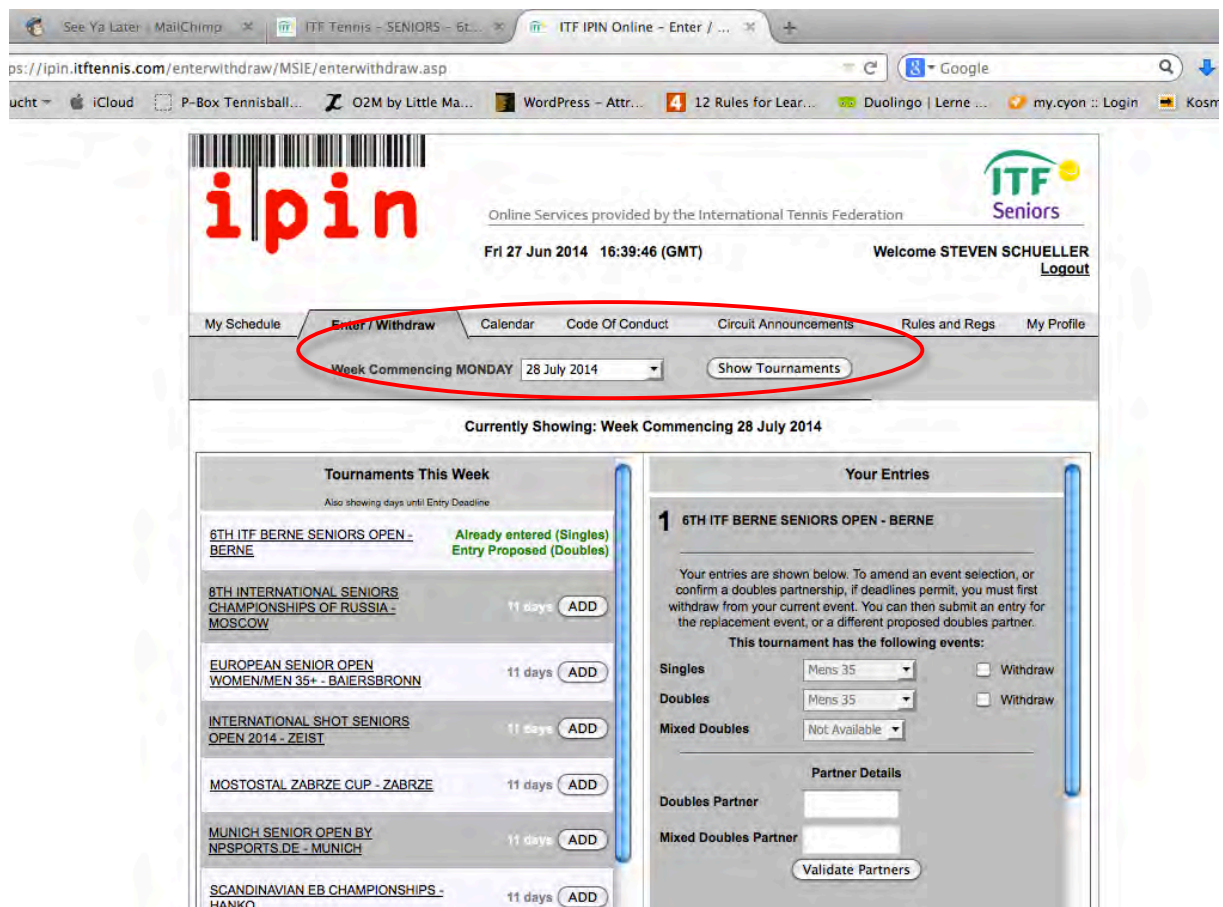 See Ya Later | MailChimp
ITF Tennis - SENIORS - 6t...
ITF IPIN Online - Enter / ...
ps://ipin.itftennis.com/enterwithdraw/MSIE/enterwithdraw.asp
Google
ucht
iCloud
P-Box Tennisball...
O2M by Little Ma...
WordPress - Attr...
12 Rules for Lear...
Duolingo | Lerne ...
my.cyon :: Login
Kosm
ipin
Online Services provided by the International Tennis Federation
ITF
Seniors
Fri 27 Jun 2014 16:39:46 (GMT)
Welcome STEVEN SCHUELLER
Logout
My Schedule
Enter / Withdraw
Calendar
Code Of Conduct
Circuit Announcements
Rules and Regs
My Profile
Week Commencing MONDAY 28 July 2014
Show Tournaments
Currently Showing: Week Commencing 28 July 2014
Tournaments This Week
Also showing days until Entry Deadline
6TH ITF BERNE SENIORS OPEN -
BERNE
Already entered (Singles)
Entry Proposed (Doubles)
8TH INTERNATIONAL SENIORS
CHAMPIONSHIPS OF RUSSIA -
MOSCOW
11 days ADD
EUROPEAN SENIOR OPEN
WOMEN/MEN 35+ - BAIERSBRONN
11 days ADD
INTERNATIONAL SHOT SENIORS
OPEN 2014 - ZEIST
11 days ADD
MOSTOSTAL ZABRZE CUP - ZABRZE
11 days ADD
MUNICH SENIOR OPEN BY
NPSPORTS.DE - MUNICH
11 days ADD
SCANDINAVIAN EB CHAMPIONSHIPS -
HANKO
11 days ADD
Your Entries
1 6TH ITF BERNE SENIORS OPEN - BERNE
Your entries are shown below. To amend an event selection, or
confirm a doubles partnership, if deadlines permit, you must first
withdraw from your current event. You can then submit an entry for
the replacement event, or a different proposed doubles partner.
This tournament has the following events:
Singles Mens 35 Withdraw
Doubles Mens 35 Withdraw
Mixed Doubles Not Available
Partner Details
Doubles Partner
Mixed Doubles Partner
Validate Partners